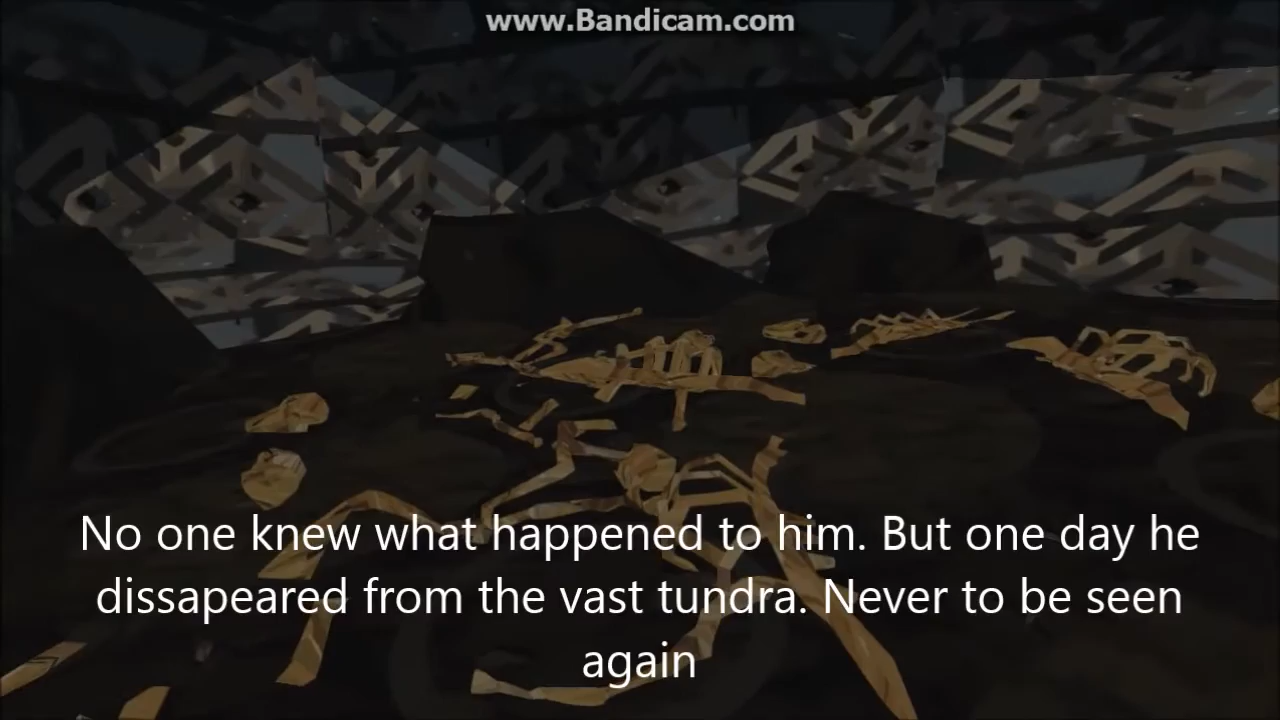 www.Bandicam.com
No one knew what happened to him. But one day he
dissapeared from the vast tundra. Never to be seen
again